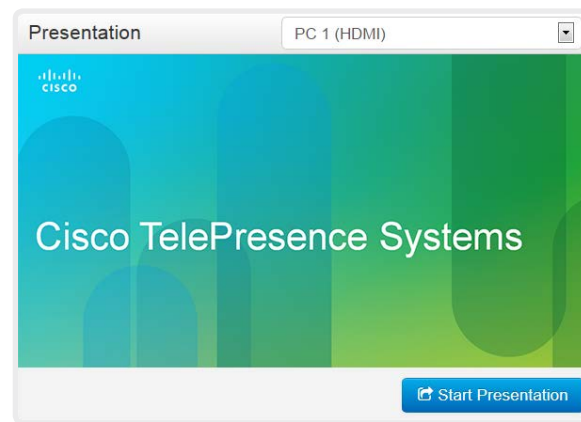 Presentation
PC 1 (HDMI)
CISCO
Cisco TelePresence Systems
Start Presentation